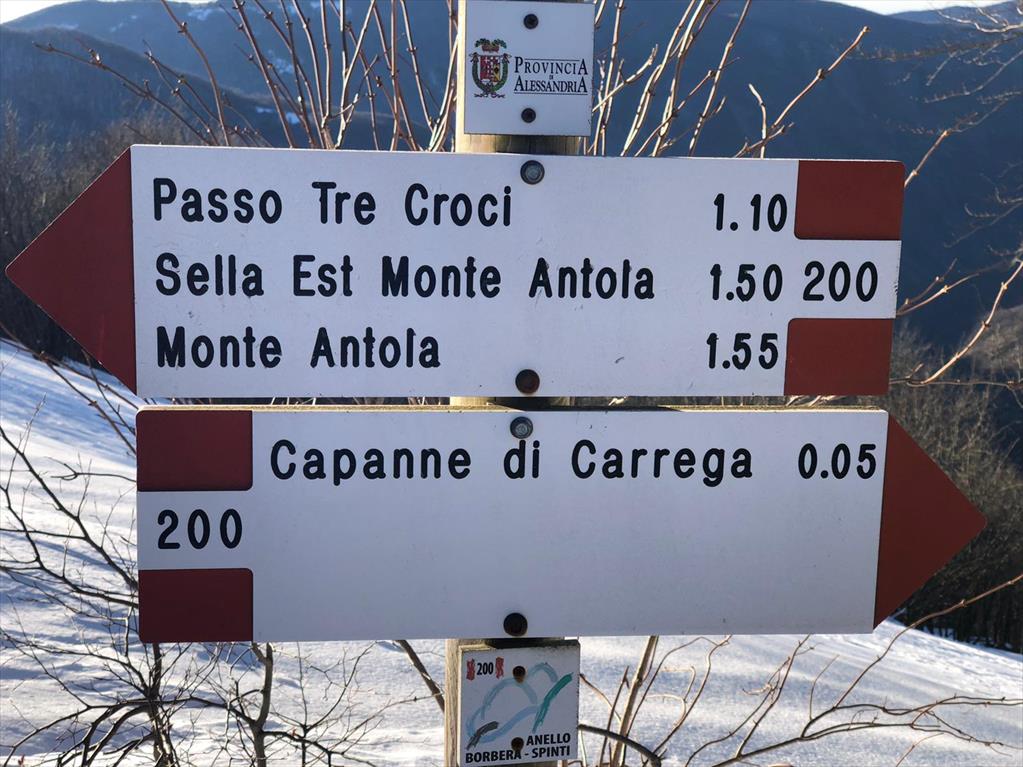 PROVINCIA
DI
ALESSANDRIA
Passo Tre Croci 1.10
Sella Est Monte Antola 1.50 200
Monte Antola 1.55
Capanne di Carrega 0.05
200
200
ANELLO
BORBERA - SPINTI